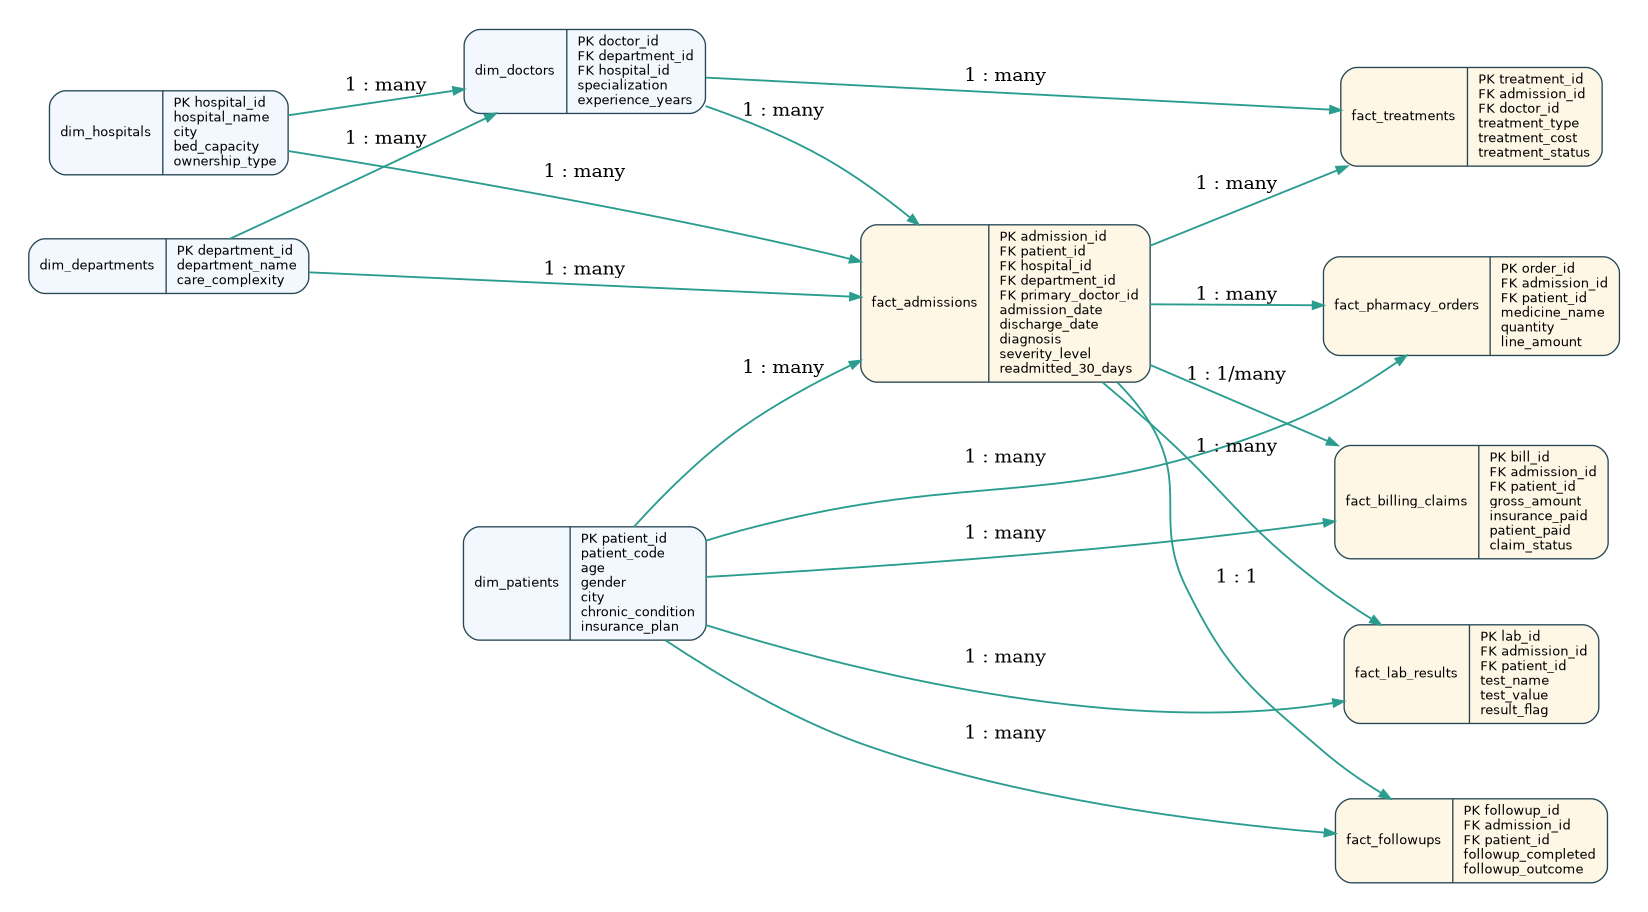 dim_hospitals
PK hospital_id
hospital_name
city
bed_capacity
ownership_type
dim_departments
PK department_id
department_name
care_complexity
1 : many
1 : many
dim_doctors
PK doctor_id
FK department_id
FK hospital_id
specialization
experience_years
1 : many
1 : many
dim_patients
PK patient_id
patient_code
age
gender
city
chronic_condition
insurance_plan
1 : many
1 : many
fact_admissions
PK admission_id
FK patient_id
FK hospital_id
FK department_id
FK primary_doctor_id
admission_date
discharge_date
diagnosis
severity_level
readmitted_30_days
1 : many
1 : many
1 : many
1 : many
1 : many
1 : many
1 : many
1 : 1/many
1 : many
1 : 1
fact_treatments
PK treatment_id
FK admission_id
FK doctor_id
treatment_type
treatment_cost
treatment_status
fact_pharmacy_orders
PK order_id
FK admission_id
FK patient_id
medicine_name
quantity
line_amount
fact_billing_claims
PK bill_id
FK admission_id
FK patient_id
gross_amount
insurance_paid
patient_paid
claim_status
fact_lab_results
PK lab_id
FK admission_id
FK patient_id
test_name
test_value
result_flag
fact_followups
PK followup_id
FK admission_id
FK patient_id
followup_completed
followup_outcome